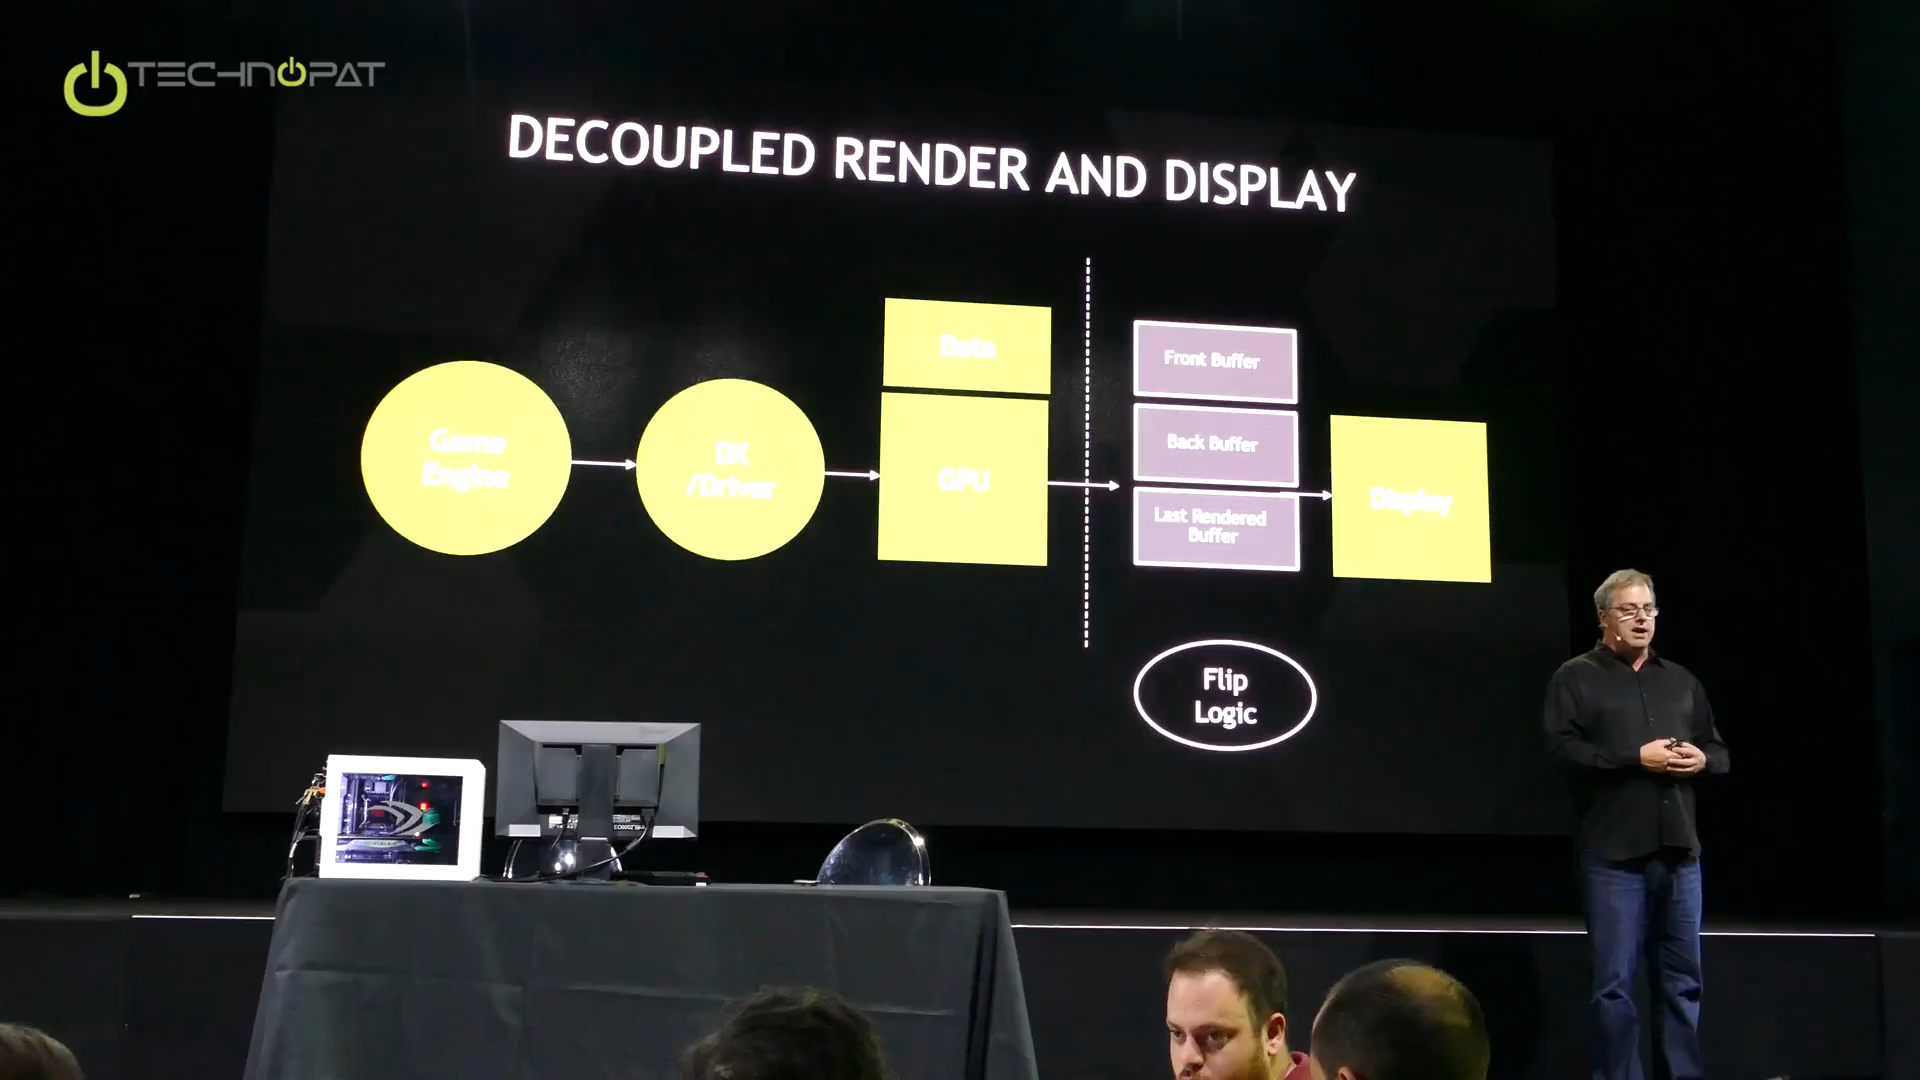 TECHNOPAT
DECOUPLED RENDER AND DISPLAY
Data
Front Buffer
Game
Engine
DX
/Driver
GPU
Back Buffer
Last Rendered
Buffer
Display
Flip
Logic